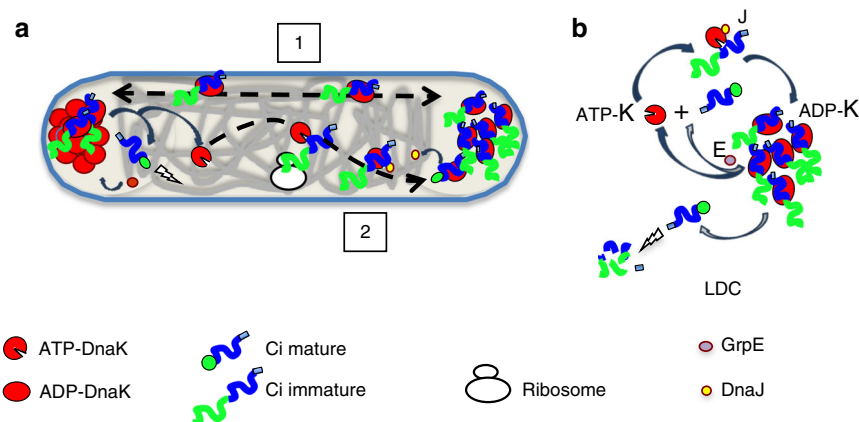 a
1
2
b
J
ATP-K +
ADP-K
E
LDC
ATP-DnaK
ADP-DnaK
Ci mature
Ci immature
Ribosome
GrpE
DnaJ